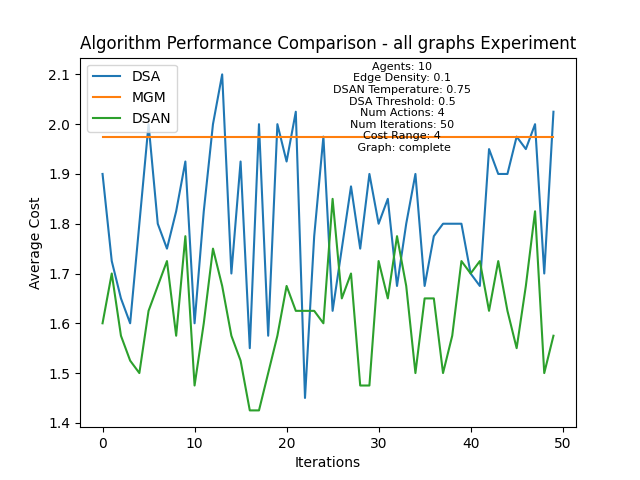 Algorithm Performance Comparison - all graphs Experiment
DSA
MGM
DSAN
Agents: 10
Edge Density: 0.1
DSAN Temperature: 0.75
DSA Threshold: 0.5
Num Actions: 4
Num Iterations: 50
Cost Range: 4
Graph: complete
Average Cost
2.1
2.0
1.9
1.8
1.7
1.6
1.5
1.4
0
10
20
30
40
50
Iterations